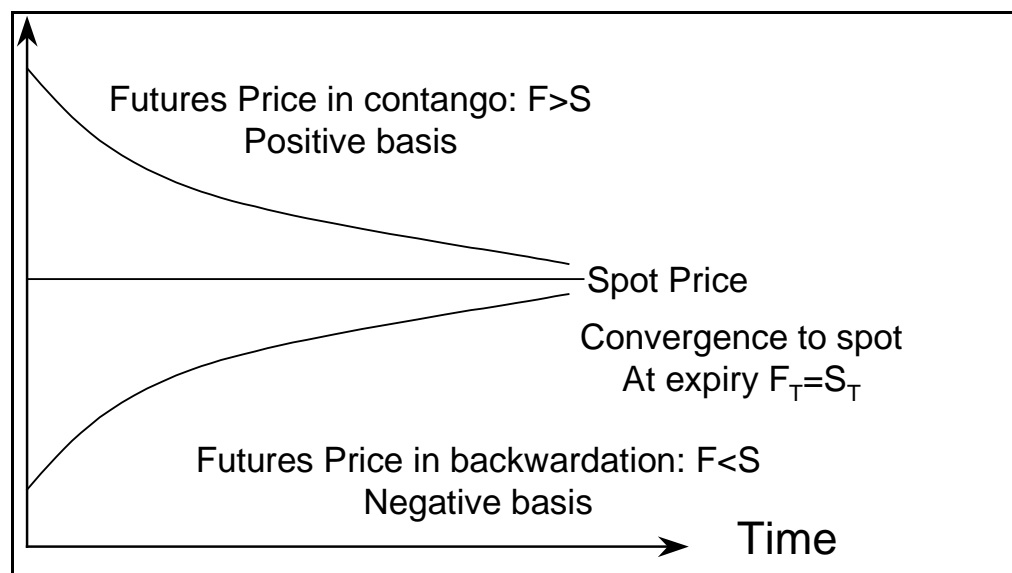 Futures Price in contango: F>S
Positive basis
Spot Price
Convergence to spot
At expiry F_T=S_T
Futures Price in backwardation: F<S
Negative basis
Time